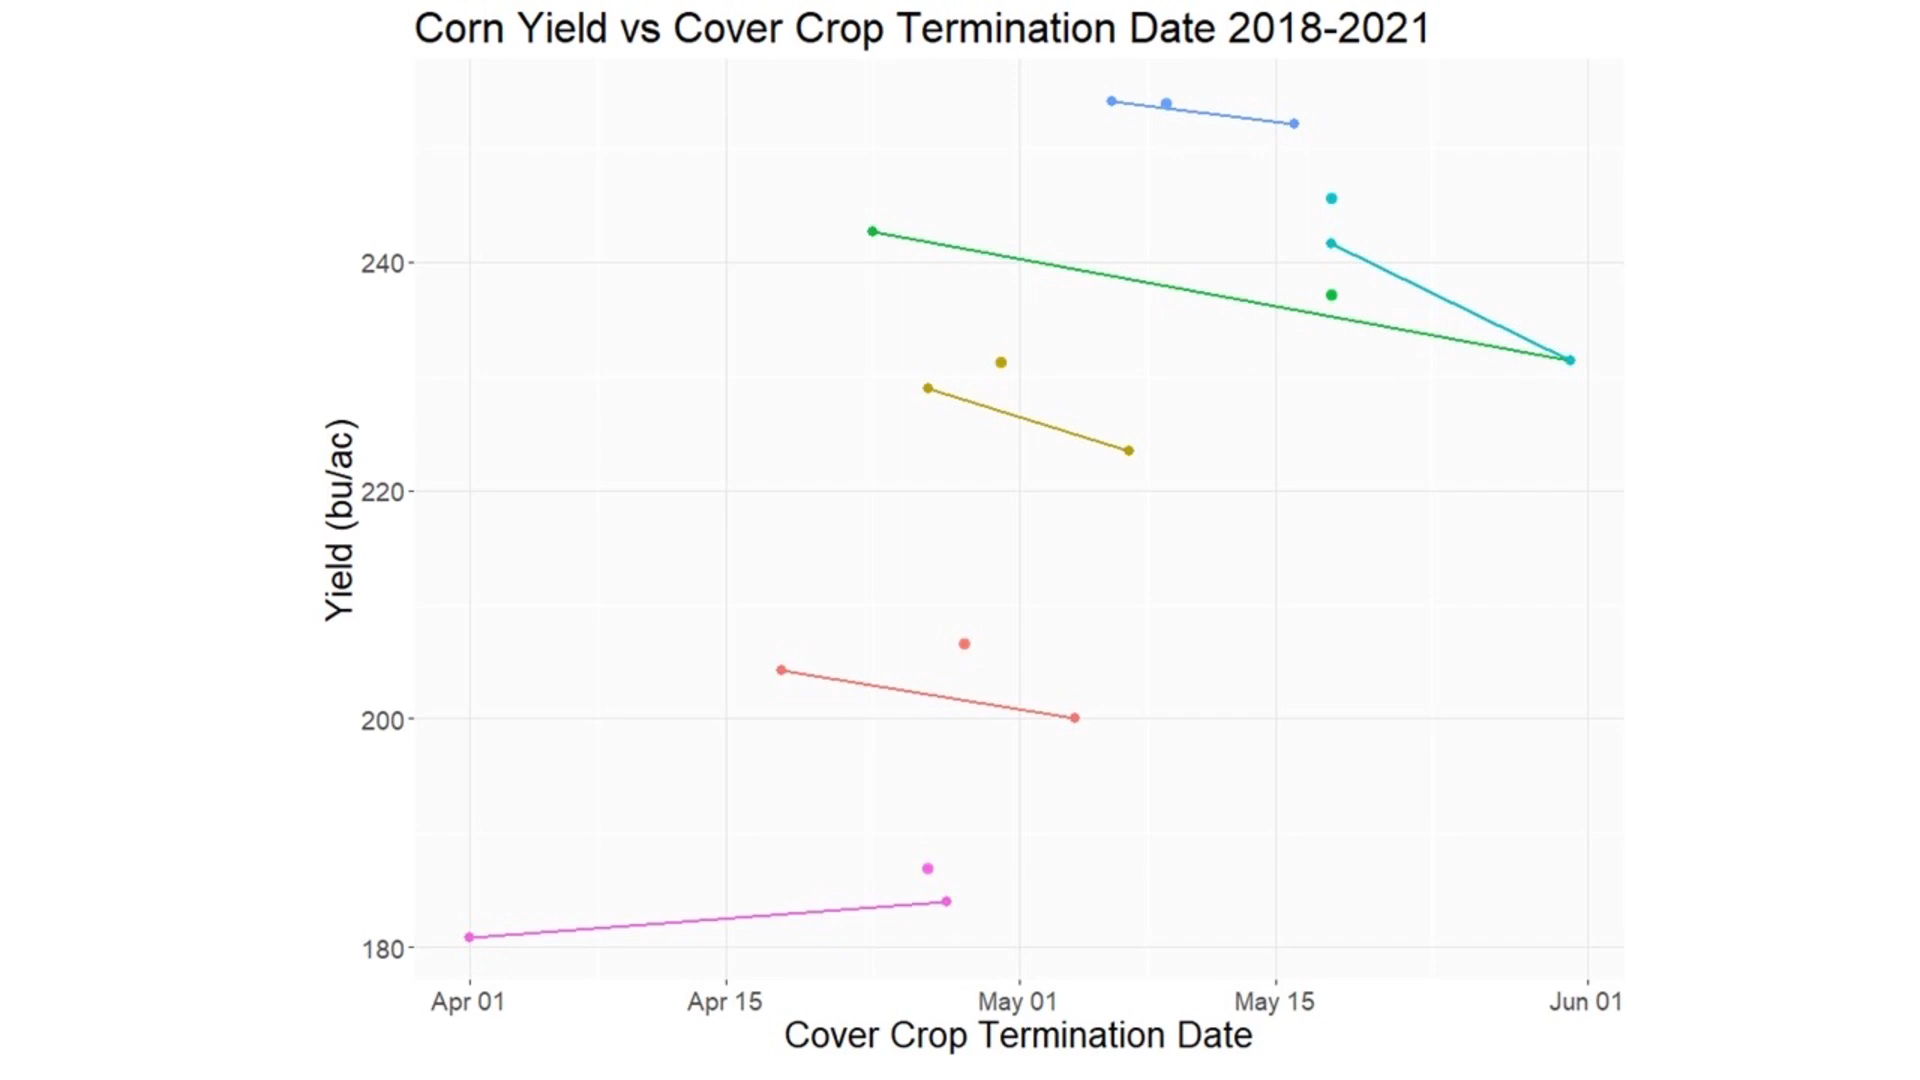 Corn Yield vs Cover Crop Termination Date 2018-2021
Yield (bu/ac)
240
220
200
180
Apr 01 Apr 15 May 01 May 15 Jun 01
Cover Crop Termination Date